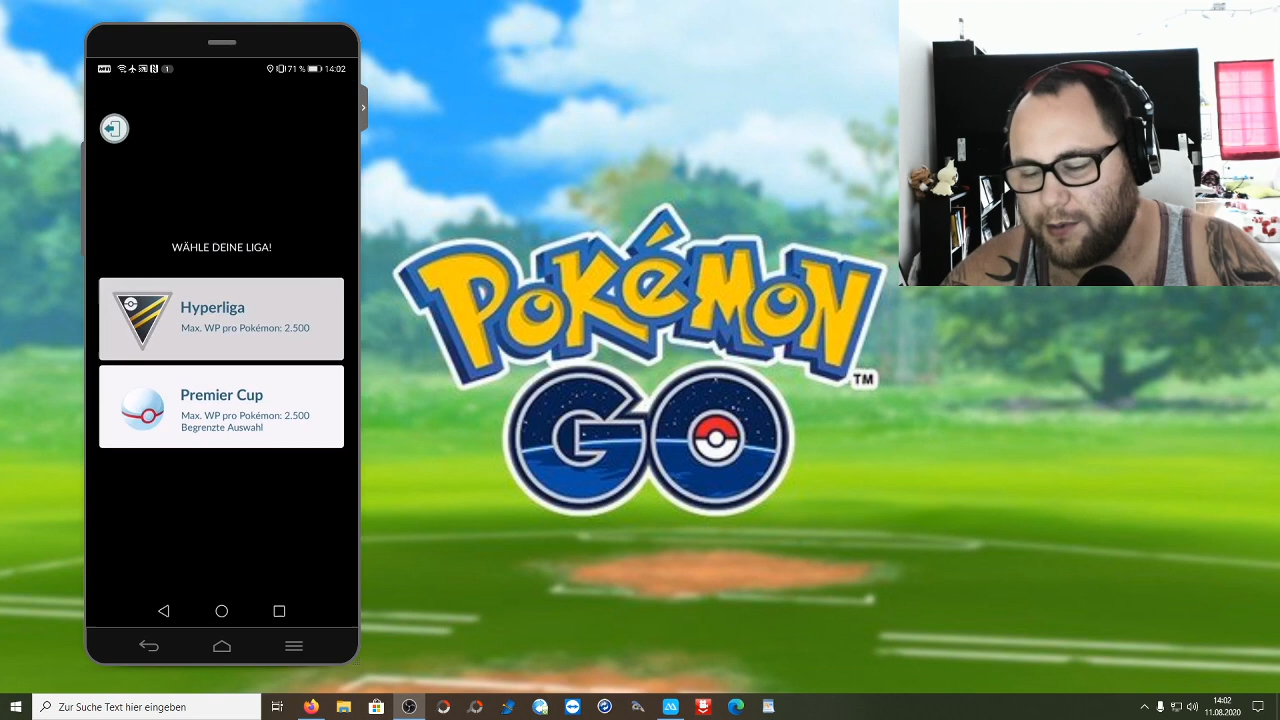 1
71 %
14:02
WÄHLE DEINE LIGA!
Hyperliga
Max. WP pro Pokémon: 2.500
Premier Cup
Max. WP pro Pokémon: 2.500
Begrenzte Auswahl
POKÉMON
TM
GO
Zur Suche Text hier eingeben
14:02
11.08.2020